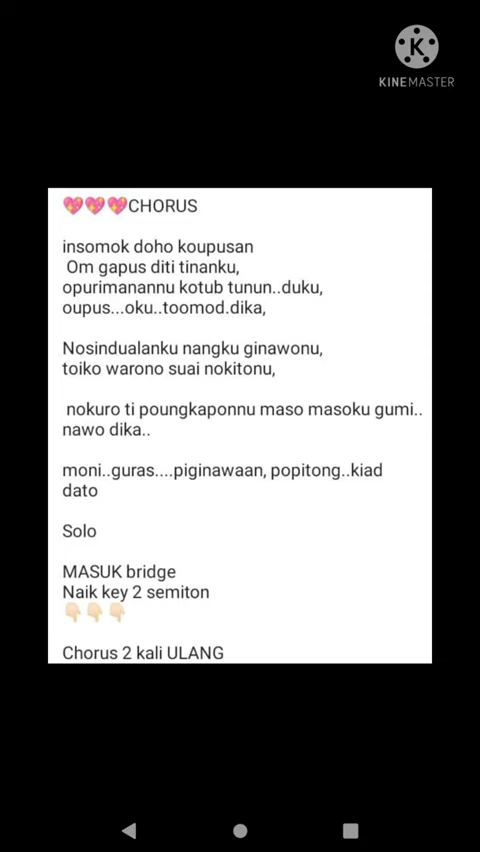 K
KINEMASTER
💖💖💖CHORUS
insomok doho koupusan
Om gapus diti tinanku,
opurimanannu kotub tunun..duku,
oupus...oku..toomod.dika,
Nosindualanku nangku ginawonu,
toiko warono suai nokitonu,
nokuro ti poungkaponnu maso masoku gumi..
nawo dika..
moni..guras....piginawaan, popitong..kiad
dato
Solo
MASUK bridge
Naik key 2 semiton
👇🏻👇🏻👇🏻
Chorus 2 kali ULANG